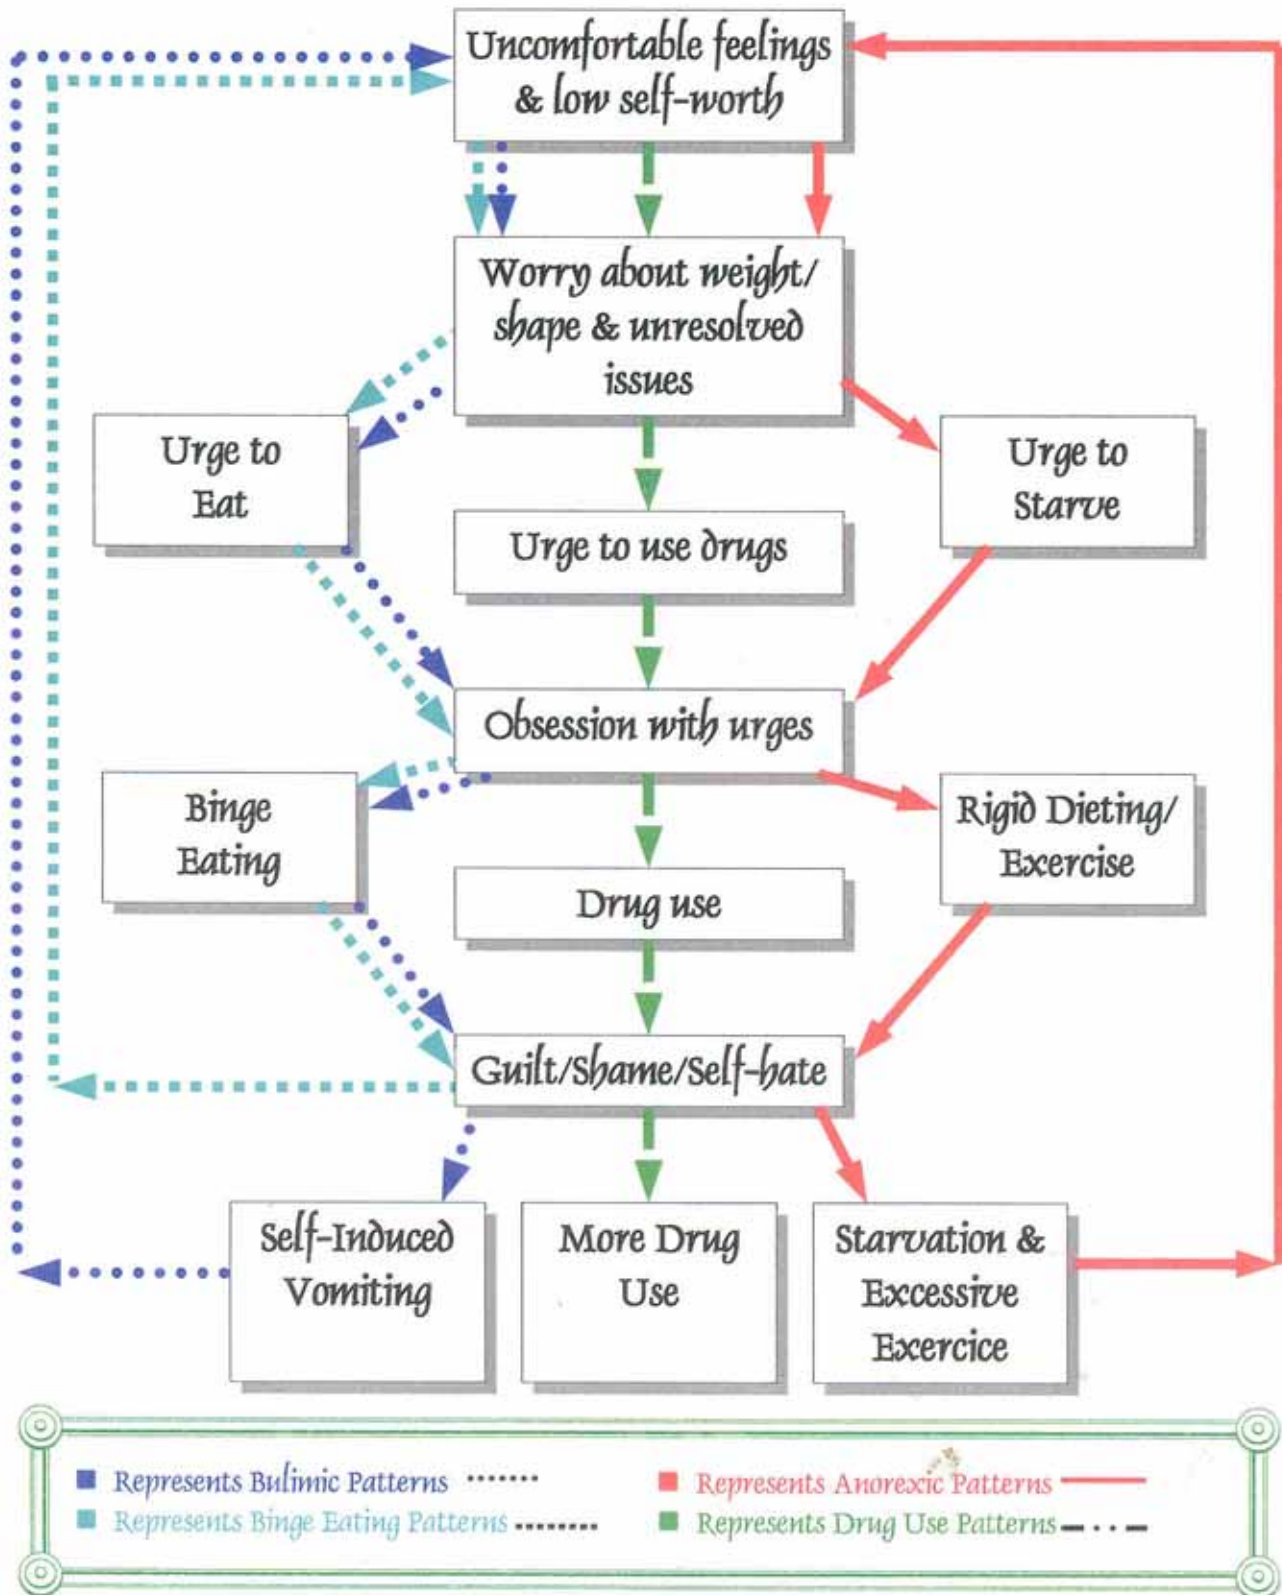 Uncomfortable feelings
& low self-worth
Worry about weight/
shape & unresolved
issues
Urge to
Eat
Urge to
Starve
Urge to use drugs
Obsession with urges
Binge
Eating
Rigid Dieting/
Exercise
Drug use
Guilt/Shame/Self-hate
Self-Induced
Vomiting
More Drug
Use
Starvation &
Excessive
Exercice
Represents Bulimic Patterns
Represents Anorexic Patterns
Represents Binge Eating Patterns
Represents Drug Use Patterns